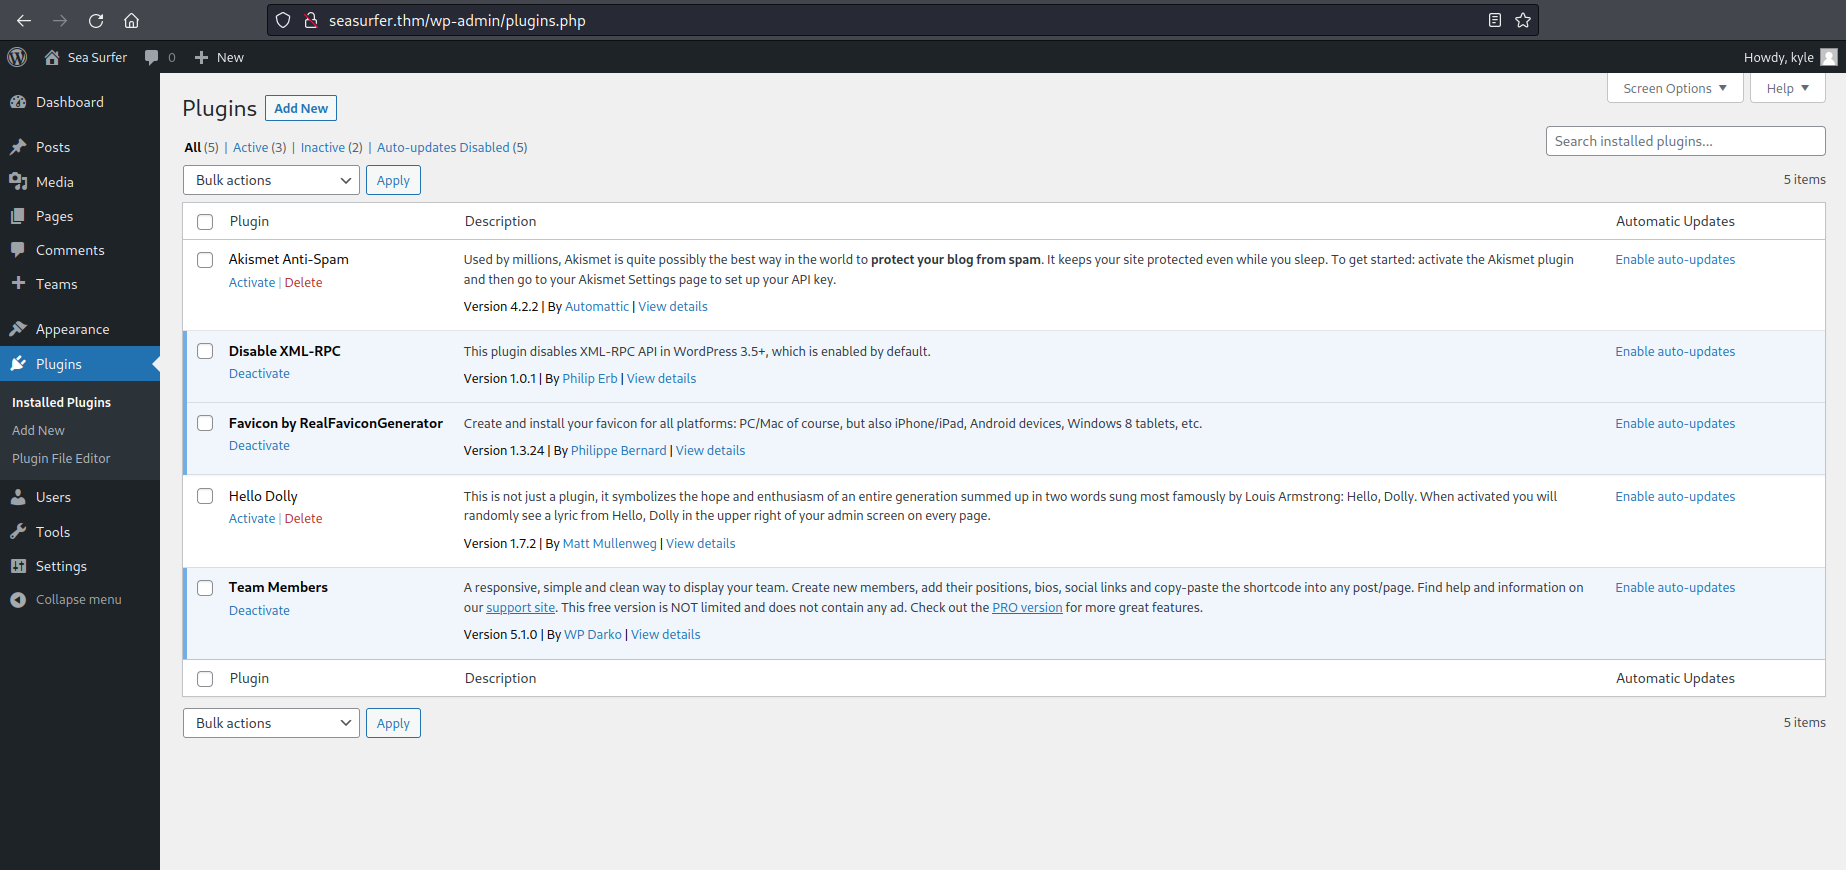 seasurfer.thm/wp-admin/plugins.php
Sea Surfer 0 New Howdy, kyle
Dashboard
Posts
Media
Pages
Comments
Teams
Appearance
Plugins
Installed Plugins
Add New
Plugin File Editor
Users
Tools
Settings
Collapse menu
Screen Options Help
Plugins Add New
All (5) | Active (3) | Inactive (2) | Auto-updates Disabled (5)
Search installed plugins...
Bulk actions Apply
5 items
Plugin Description Automatic Updates
Akismet Anti-Spam
Activate | Delete
Used by millions, Akismet is quite possibly the best way in the world to protect your blog from spam. It keeps your site protected even while you sleep. To get started: activate the Akismet plugin
and then go to your Akismet Settings page to set up your API key.
Version 4.2.2 | By Automattic | View details
Enable auto-updates
Disable XML-RPC
Deactivate
This plugin disables XML-RPC API in WordPress 3.5+, which is enabled by default.
Version 1.0.1 | By Philip Erb | View details
Enable auto-updates
Favicon by RealFaviconGenerator
Deactivate
Create and install your favicon for all platforms: PC/Mac of course, but also iPhone/iPad, Android devices, Windows 8 tablets, etc.
Version 1.3.24 | By Philippe Bernard | View details
Enable auto-updates
Hello Dolly
Activate | Delete
This is not just a plugin, it symbolizes the hope and enthusiasm of an entire generation summed up in two words sung most famously by Louis Armstrong: Hello, Dolly. When activated you will
randomly see a lyric from Hello, Dolly in the upper right of your admin screen on every page.
Version 1.7.2 | By Matt Mullenweg | View details
Enable auto-updates
Team Members
Deactivate
A responsive, simple and clean way to display your team. Create new members, add their positions, bios, social links and copy-paste the shortcode into any post/page. Find help and information on
our support site. This free version is NOT limited and does not contain any ad. Check out the PRO version for more great features.
Version 5.1.0 | By WP Darko | View details
Enable auto-updates
Plugin Description Automatic Updates
Bulk actions Apply
5 items